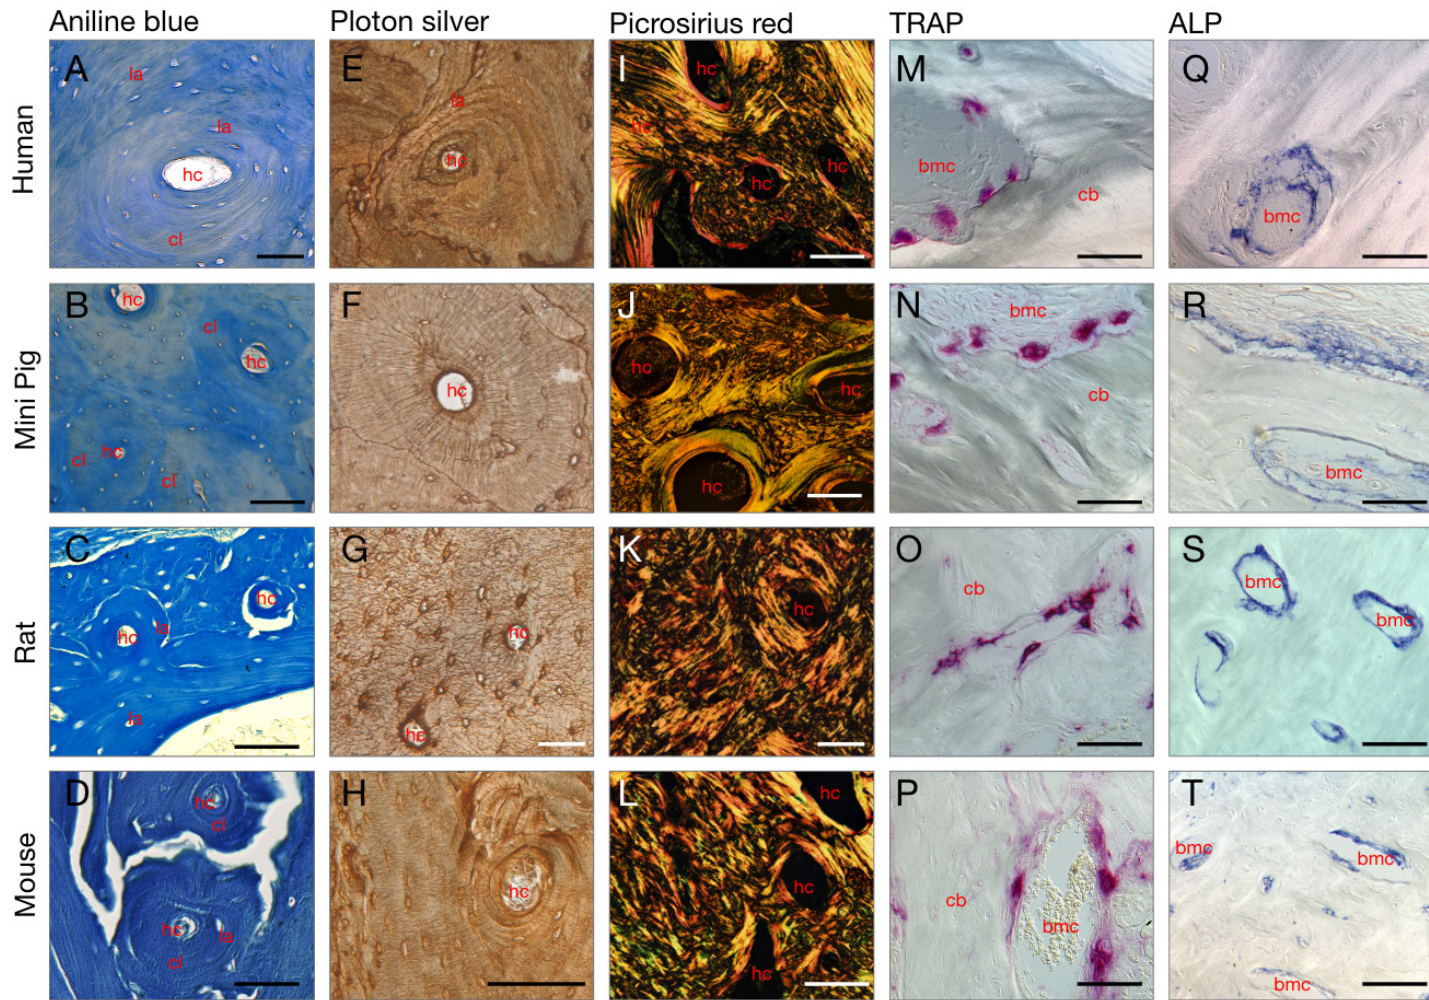 Aniline blue Ploton silver Picrosirius red TRAP ALP
Human
A la la hc cl
E la hc
I hc hc hc hc
M bmc cb
Q bmc
Mini Pig
B hc cl hc cl hc cl
F hc
J hc hc hc
N bmc cb
R bmc
Rat
C hc hc la la
G hc hc
K hc
O cb
S bmc bmc
Mouse
D hc cl hc la cl
H hc
L hc hc hc
P cb bmc
T bmc bmc bmc